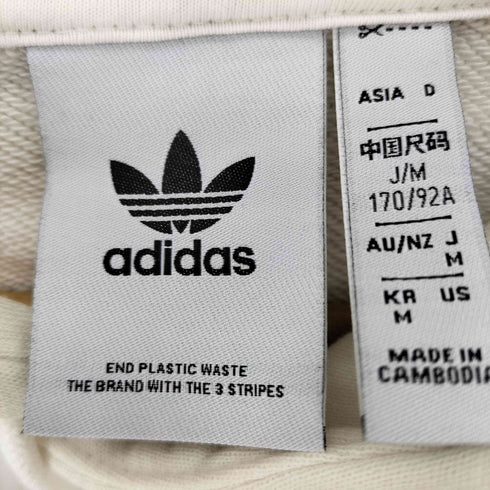 adidas
END PLASTIC WASTE
THE BRAND WITH THE 3 STRIPES
ASIA D
中国尺码
J/M
170/92A
AU/NZ J
M
KR US
M
MADE IN
CAMBODIA